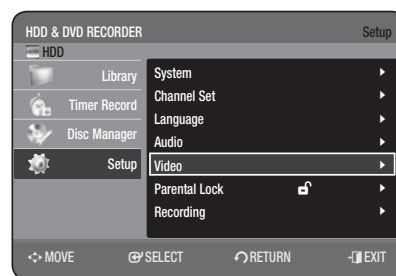 HDD & DVD RECORDER Setup
HDD
Library
Timer Record
Disc Manager
Setup
System
Channel Set
Language
Audio
Video
Parental Lock
Recording
MOVE SELECT RETURN EXIT